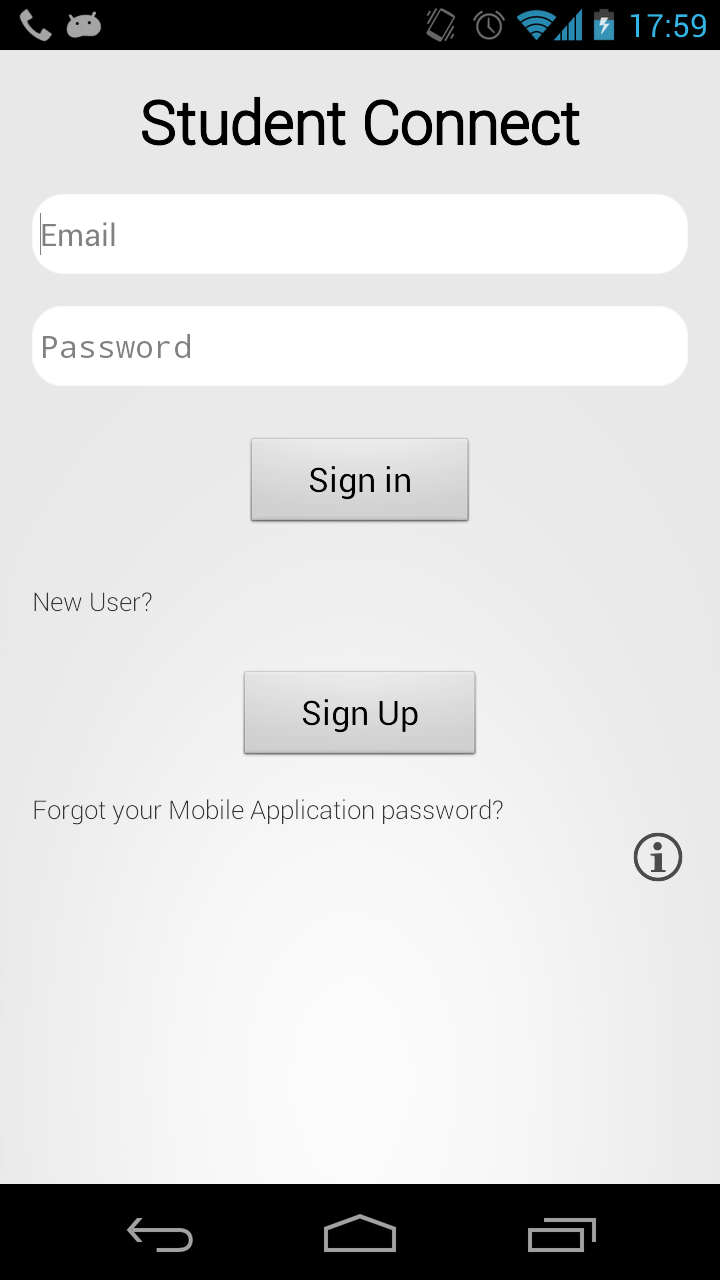 17:59
Student Connect
Email
Password
Sign in
New User?
Sign Up
Forgot your Mobile Application password?